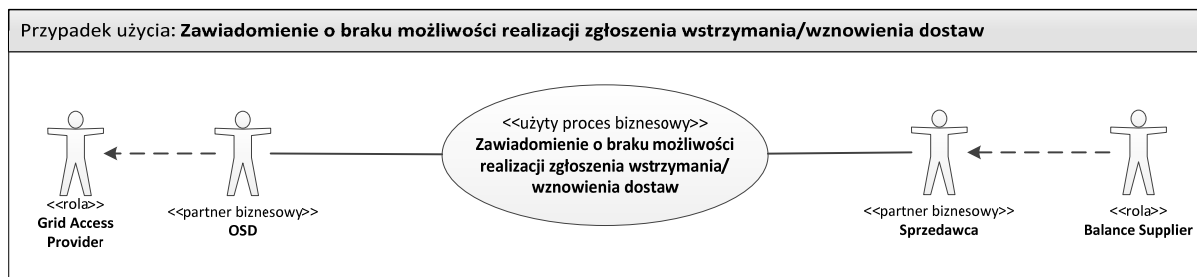 Przypadek użycia: Zawiadomienie o braku możliwości realizacji zgłoszenia wstrzymania/wznowienia dostaw
<<użyty proces biznesowy>>
Zawiadomienie o braku możliwości
realizacji zgłoszenia wstrzymania/
wznowienia dostaw
<<rola>>
Grid Access
Provider
<<partner biznesowy>>
OSD
<<partner biznesowy>>
Sprzedawca
<<rola>>
Balance Supplier